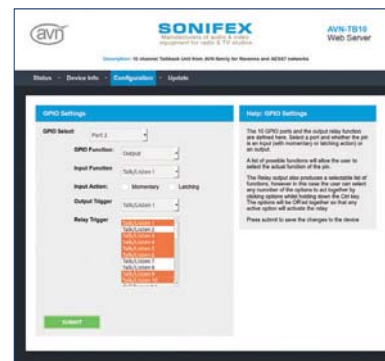 avn
SONIFEX
Manufacturers of audio & video
equipment for radio & TV studios
AVN-TB10
Web Server
Description: 10 channel Talkback Unit from AVN family for Ravenna and AES67 networks
Status - Device Info - Configuration - Update
GPIO Settings
GPIO Select: Port 2
GPIO Function: Output
Input Function Talk/Listen 1
Input Action: Momentary Latching
Output Trigger Talk/Listen 1
Relay Trigger
Talk/Listen 1
Talk/Listen 2
Talk/Listen 3
Talk/Listen 4
Talk/Listen 5
Talk/Listen 6
Talk/Listen 7
Talk/Listen 8
Talk/Listen 9
Talk/Listen 10
SUBMIT
Help: GPIO Settings
The 10 GPIO ports and the output relay function
are defined here. Select a port and whether the pin
is an input (with momentary or latching action) or
an output.
A list of possible functions will allow the user to
select the actual function of the pin.
The Relay output also produces a selectable list of
functions, however in this case the user can select
any number of the options to act together by
clicking options whilst holding down the Ctrl key.
The options will be OR'ed together so that any
active option will activate the relay.
Press submit to save the changes to the device